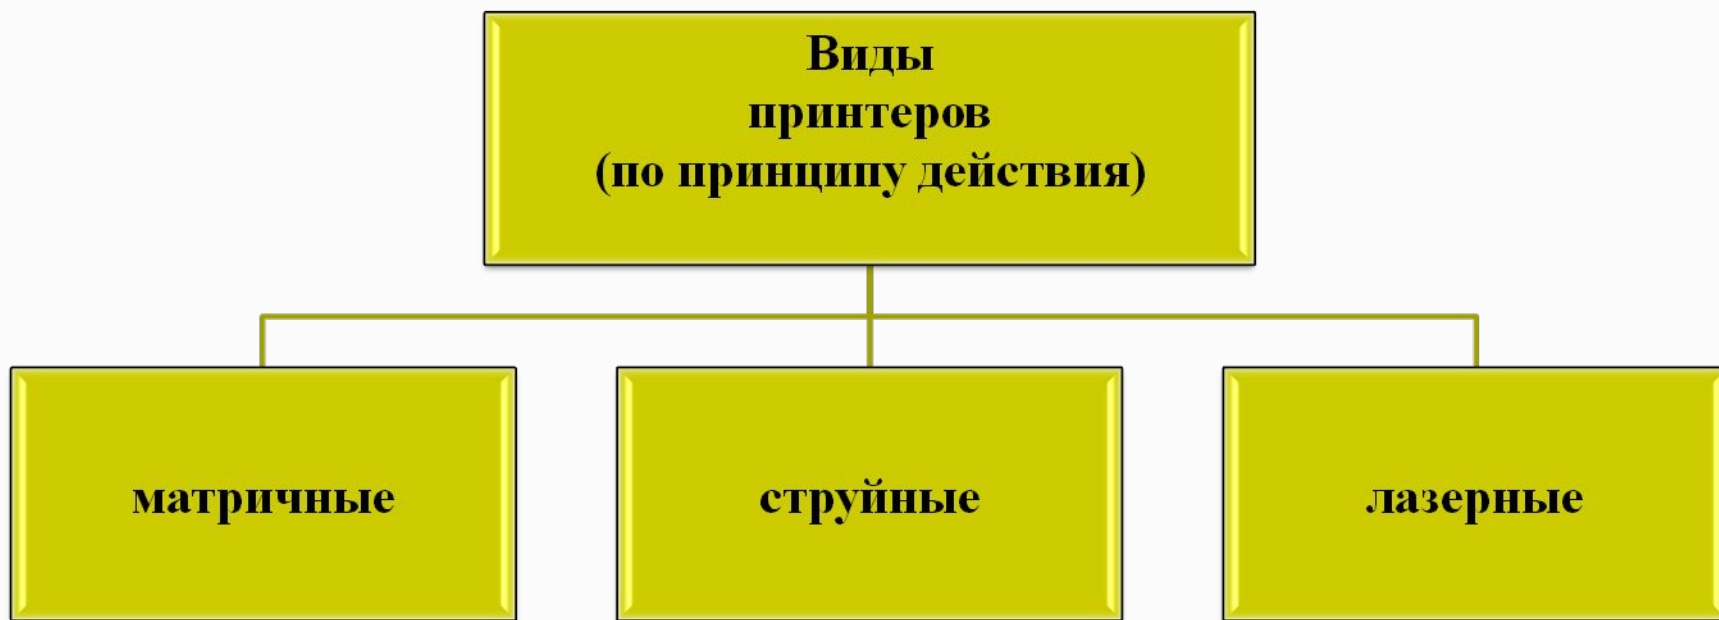 Виды
принтеров
(по принципу действия)
матричные
струйные
лазерные